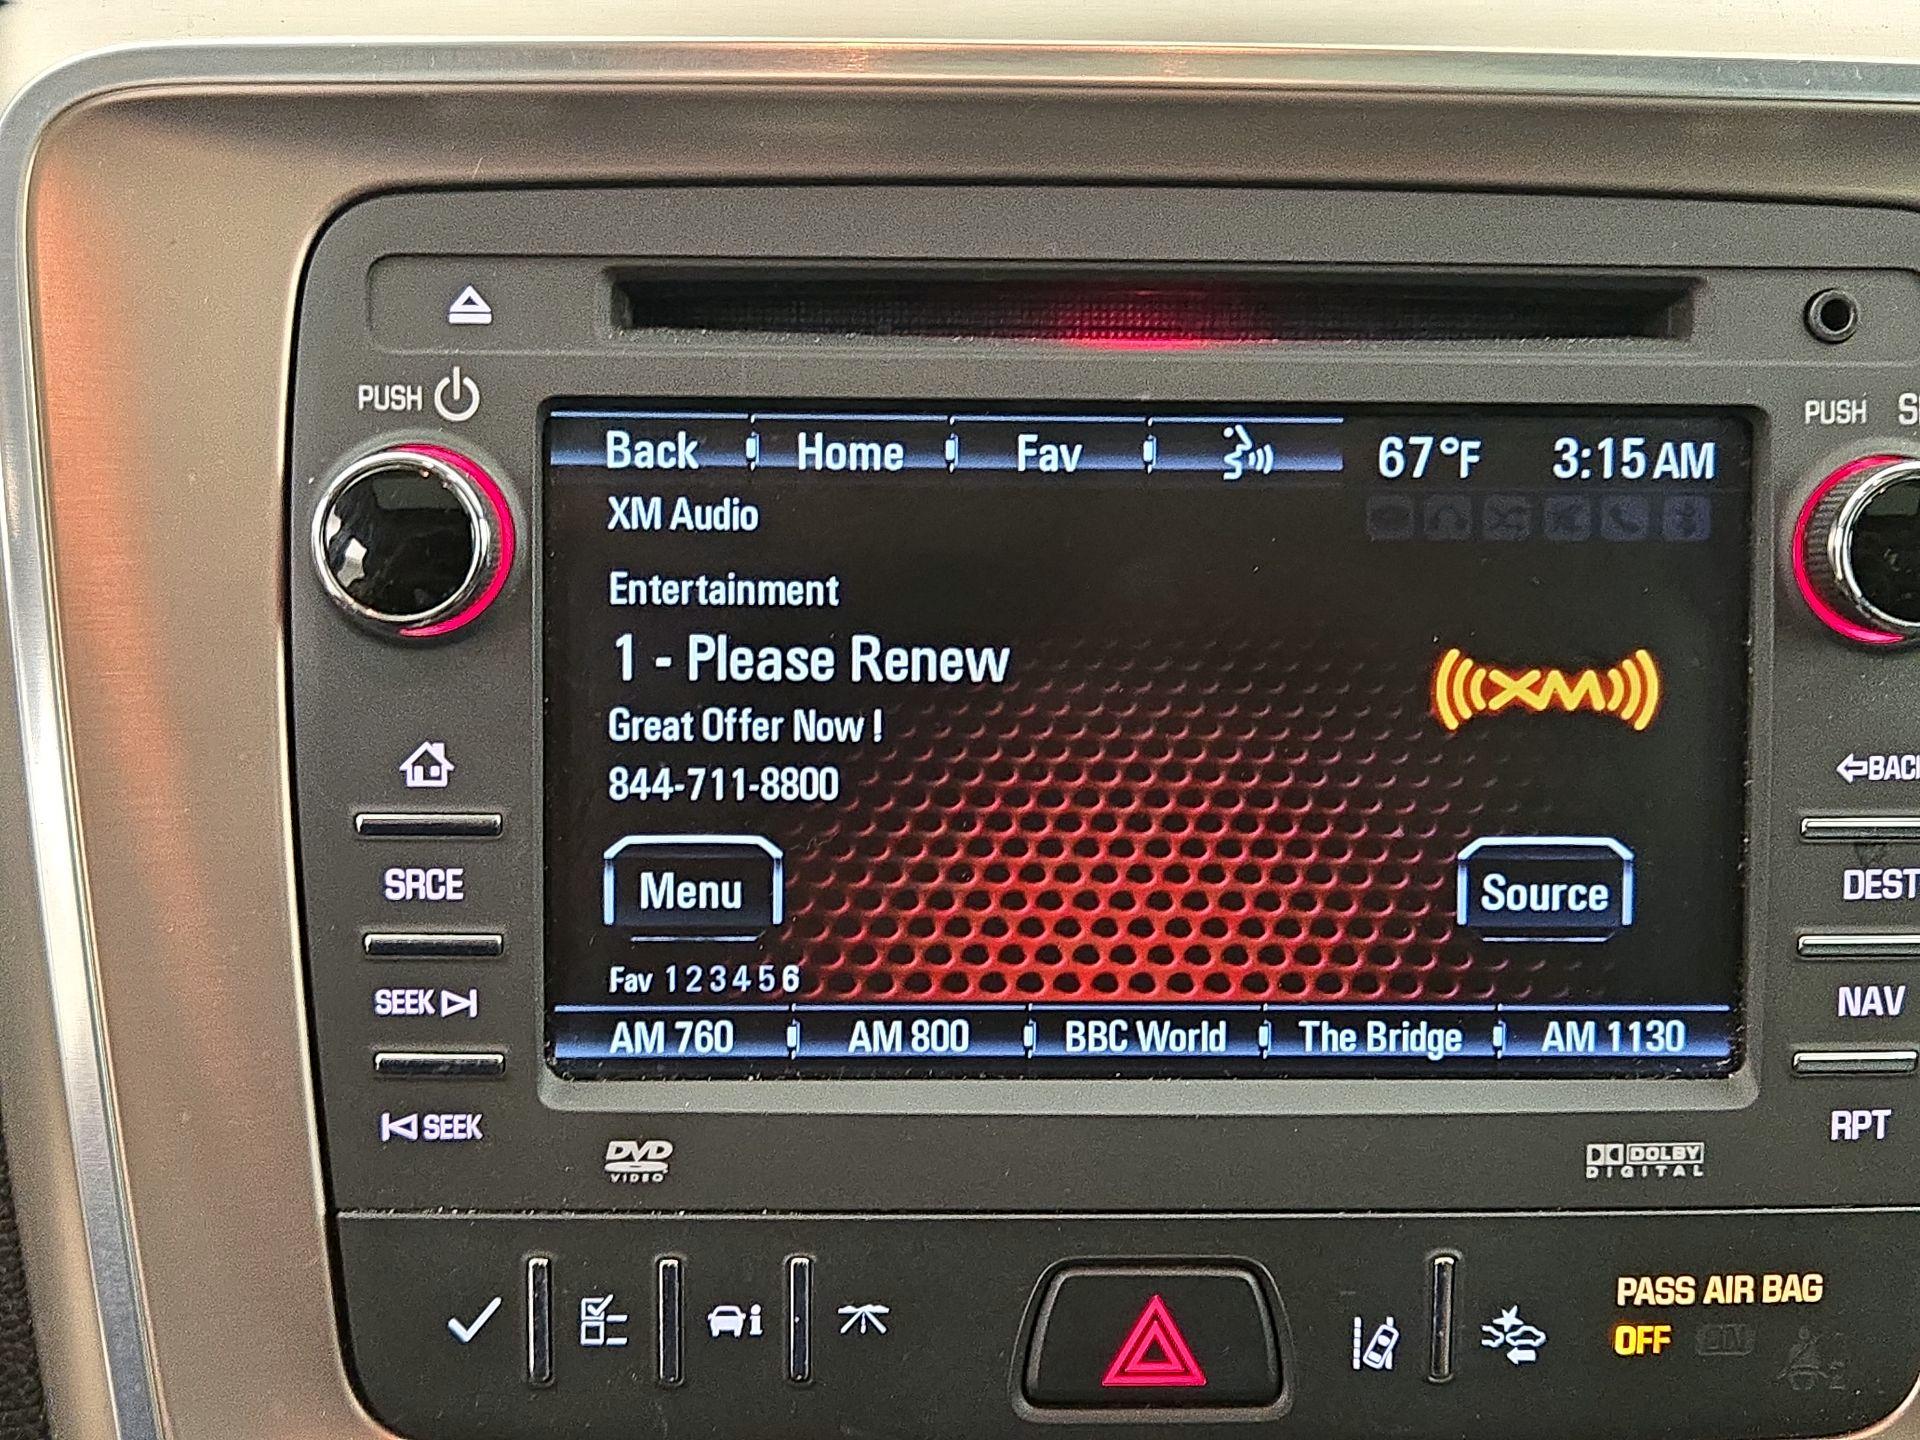 PUSH
PUSH
Back Home Fav 67°F 3:15 AM
XM Audio
Entertainment
1 - Please Renew
XM
Great Offer Now !
844-711-8800
BACK
Menu Source
SRCE
DEST
Fav 1 2 3 4 5 6
SEEK
NAV
AM 760 AM 800 BBC World The Bridge AM 1130
SEEK
RPT
DVD
VIDEO
DOLBY
DIGITAL
PASS AIR BAG
OFF ON
i